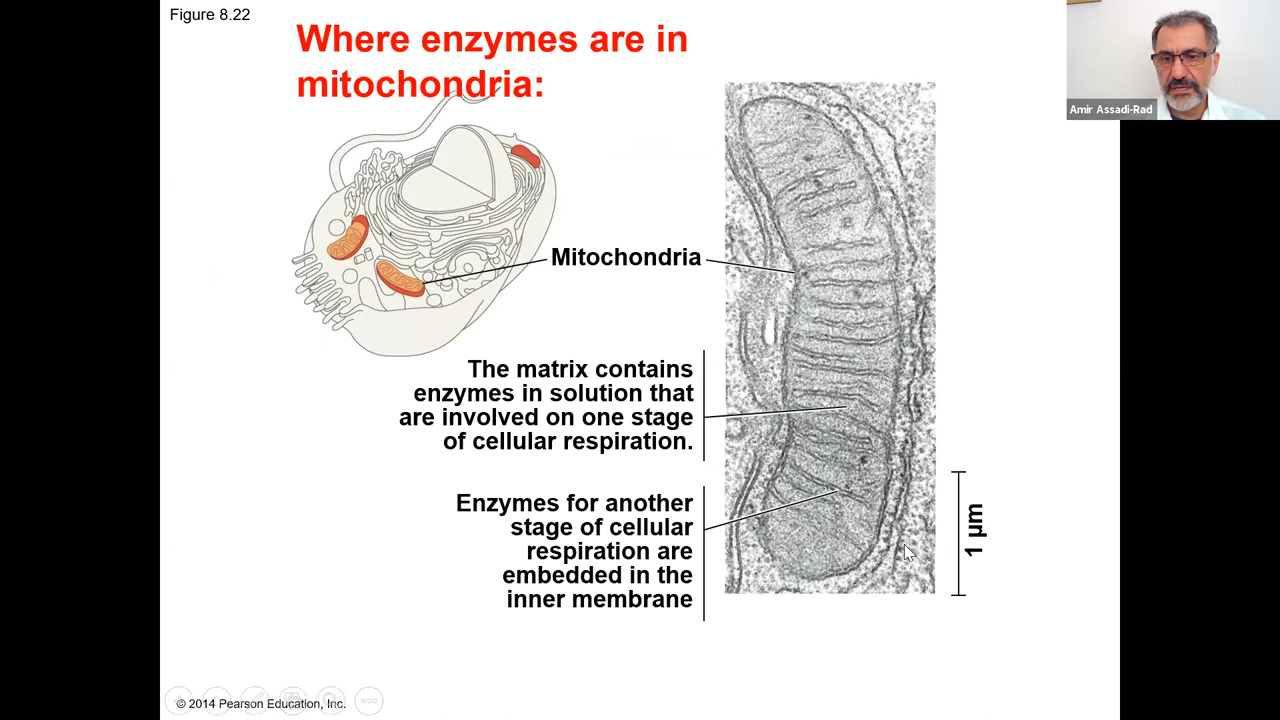 Figure 8.22
Where enzymes are in
mitochondria:
Amir Assadi-Rad
Mitochondria
The matrix contains
enzymes in solution that
are involved on one stage
of cellular respiration.
Enzymes for another
stage of cellular
respiration are
embedded in the
inner membrane
1 μm
© 2014 Pearson Education, Inc.